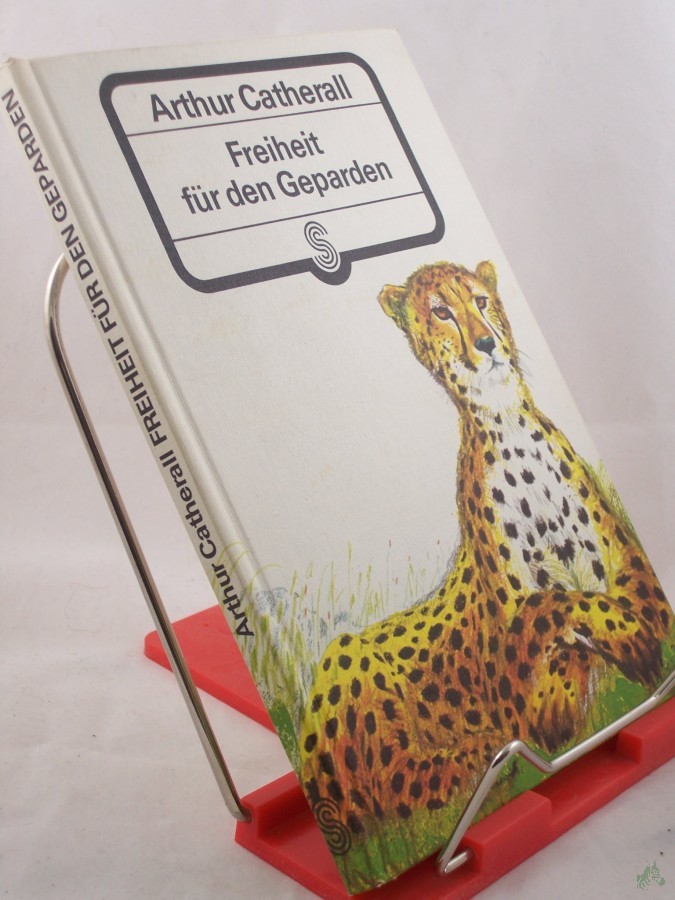 Arthur Catherall
Freiheit
für den Geparden
S
Arthur Catherall FREIHEIT FÜR DEN GEPARDEN
S